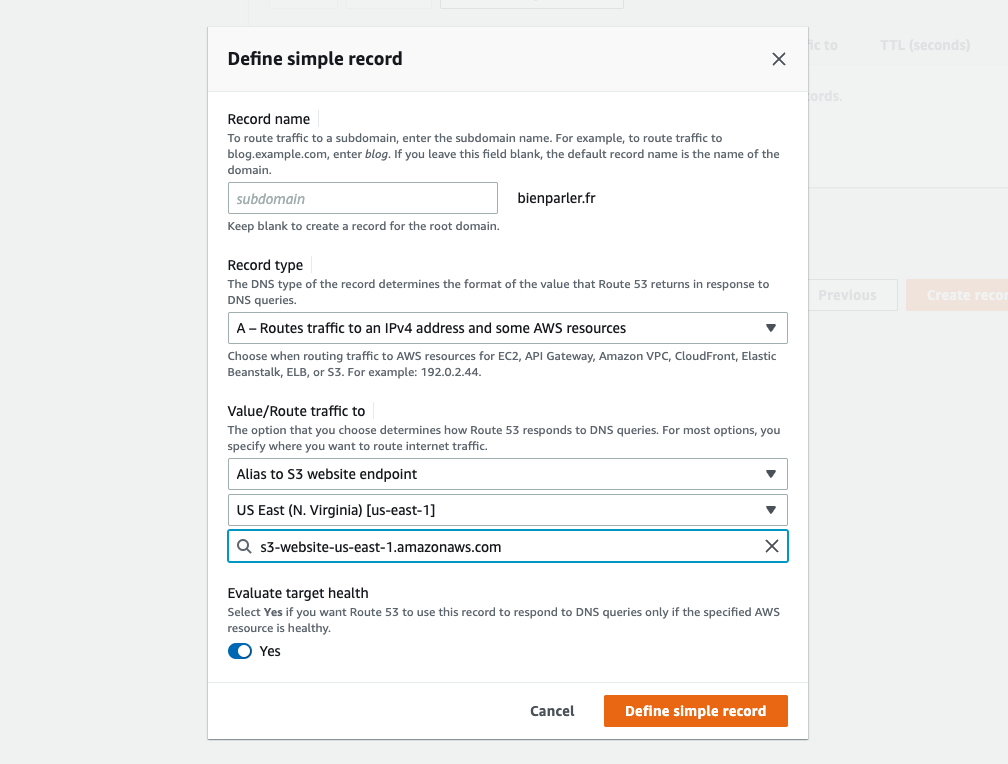 fic to
TTL (seconds)
Define simple record
ords.
Record name
To route traffic to a subdomain, enter the subdomain name. For example, to route traffic to
blog.example.com, enter blog. If you leave this field blank, the default record name is the name of the
domain.
subdomain
bienparler.fr
Keep blank to create a record for the root domain.
Record type
The DNS type of the record determines the format of the value that Route 53 returns in response to
DNS queries.
Previous
Create recor
A – Routes traffic to an IPv4 address and some AWS resources
Choose when routing traffic to AWS resources for EC2, API Gateway, Amazon VPC, CloudFront, Elastic
Beanstalk, ELB, or S3. For example: 192.0.2.44.
Value/Route traffic to
The option that you choose determines how Route 53 responds to DNS queries. For most options, you
specify where you want to route internet traffic.
Alias to S3 website endpoint
US East (N. Virginia) [us-east-1]
s3-website-us-east-1.amazonaws.com
Evaluate target health
Select Yes if you want Route 53 to use this record to respond to DNS queries only if the specified AWS
resource is healthy.
Yes
Cancel
Define simple record